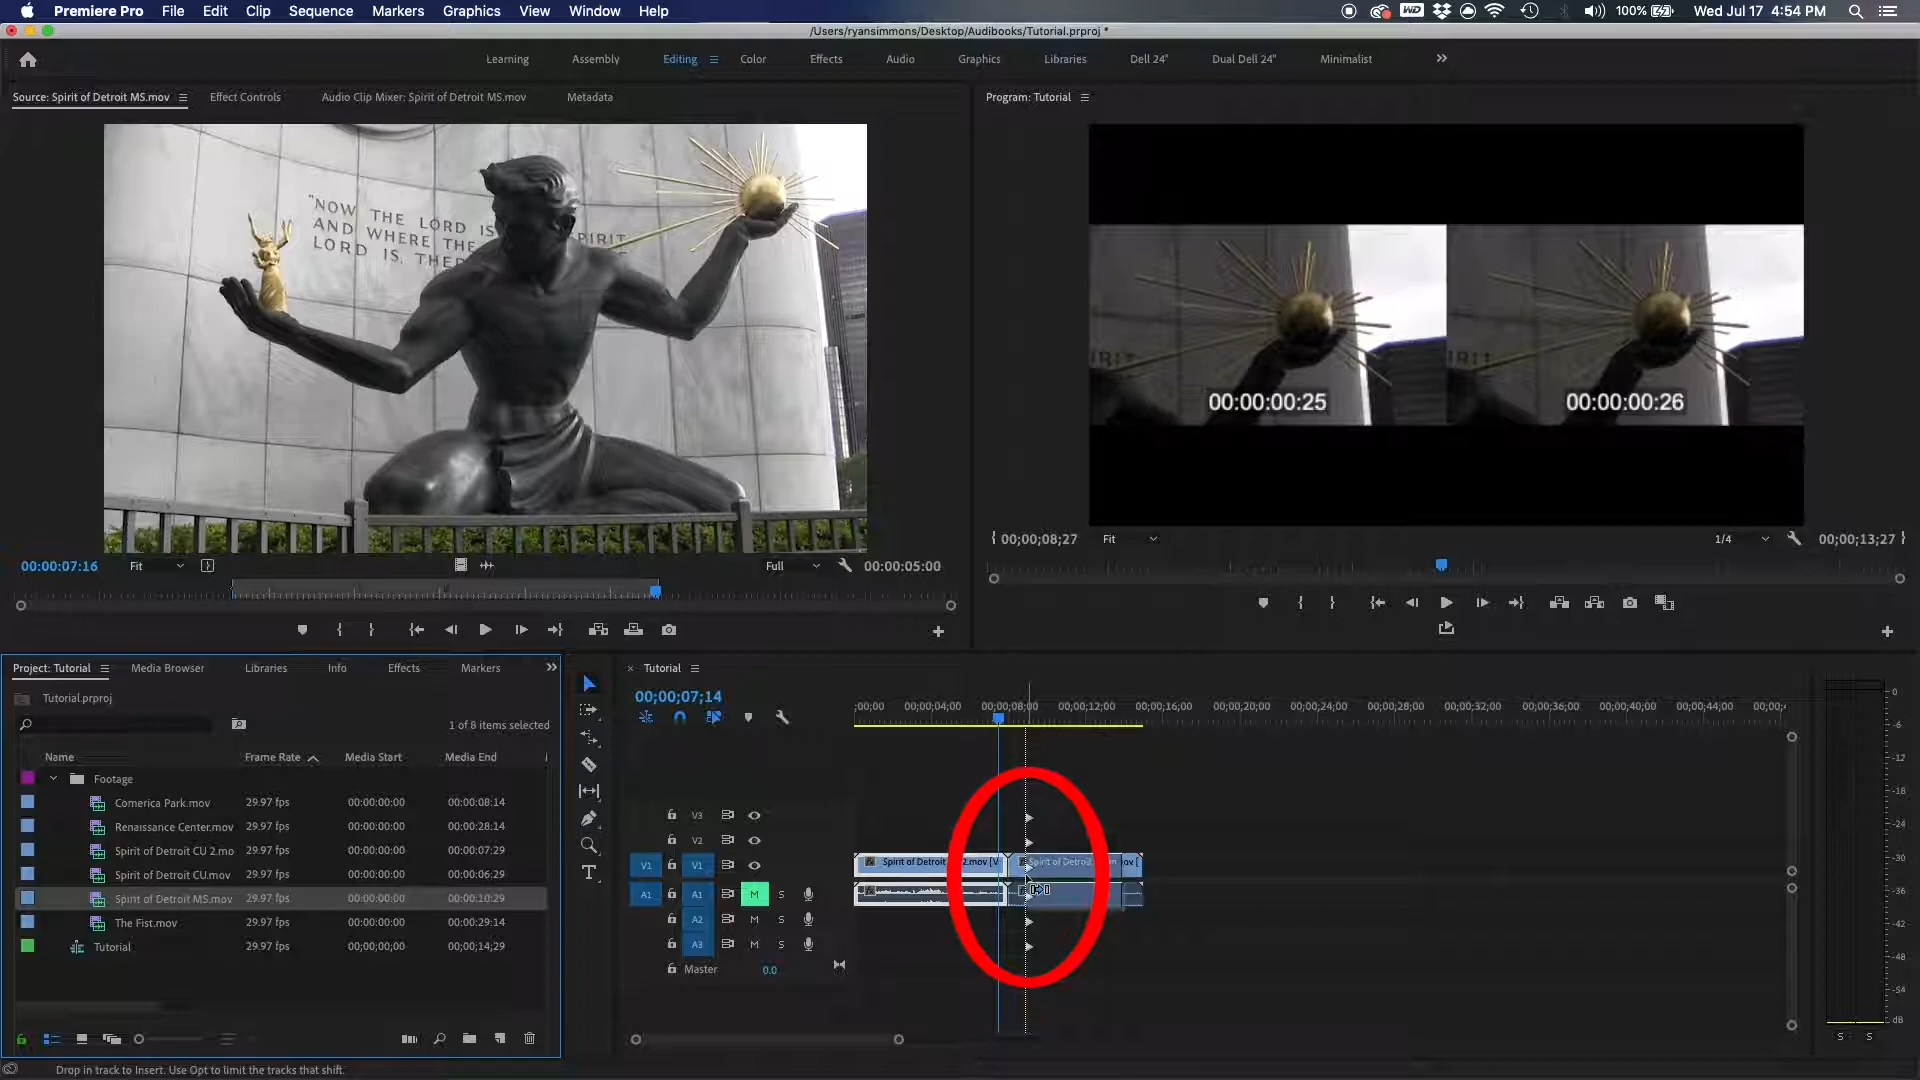 Premiere Pro File Edit Clip Sequence Markers Graphics View Window Help WD 100% Wed Jul 17 4:54 PM
/Users/ryansimmons/Desktop/Audibooks/Tutorial.prproj *
Learning Assembly Editing Color Effects Audio Graphics Libraries Dell 24" Dual Dell 24" Minimalist
Source: Spirit of Detroit MS.mov Effect Controls Audio Clip Mixer: Spirit of Detroit MS.mov Metadata
Program: Tutorial
"NOW THE LORD IS
AND WHERE THE SPIRIT
LORD IS, THER
00:00:00:25 00:00:00:26
00;00;08;27 Fit 1/4 00;00;13;27
00:00:07:16 Fit Full 00:00:05:00
Project: Tutorial Media Browser Libraries Info Effects Markers
Tutorial.prproj
1 of 8 items selected
Name Frame Rate Media Start Media End
Footage
Comerica Park.mov 29.97 fps 00:00:00:00 00:00:08:14
Renaissance Center.mov 29.97 fps 00:00:00:00 00:00:28:14
Spirit of Detroit CU 2.mo 29.97 fps 00:00:00:00 00:00:07:29
Spirit of Detroit CU.mov 29.97 fps 00:00:00:00 00:00:06:29
Spirit of Detroit MS.mov 29.97 fps 00:00:00:00 00:00:10:29
The Fist.mov 29.97 fps 00:00:00:00 00:00:29:14
Tutorial 29.97 fps 00;00;00;00 00;00;14;29
Tutorial
00;00;07;14
;00;00 00;00;04;00 00;00;08;00 00;00;12;00 00;00;16;00 00;00;20;00 00;00;24;00 00;00;28;00 00;00;32;00 00;00;36;00 00;00;40;00 00;00;44;00 00;00;4
V3
V2
V1 V1 Spirit of Detroit 2.mov [V Spirit of Detroit
A1 A1 M S
A2 M S
A3 M S
Master 0.0
0
-6
-12
-18
-24
-30
-36
-42
-48
-54
dB
S S
Drop in track to Insert. Use Opt to limit the tracks that shift.